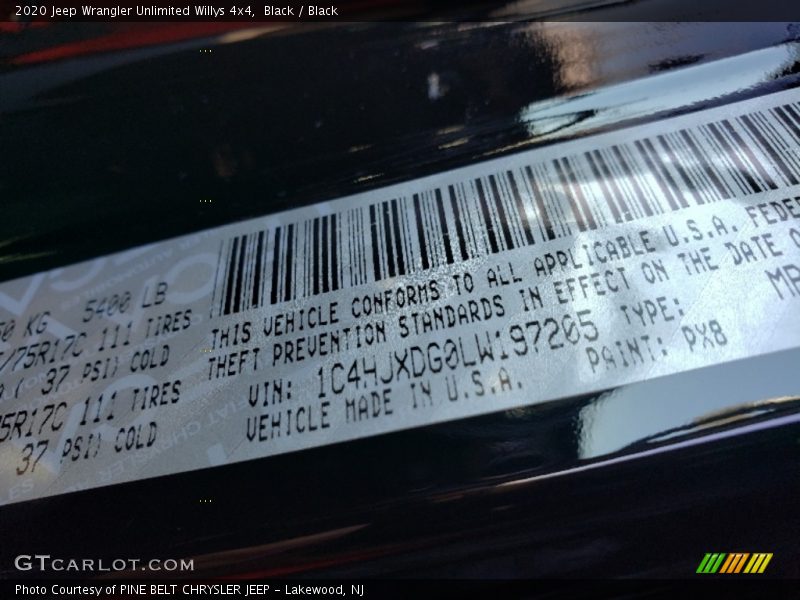 2020 Jeep Wrangler Unlimited Willys 4x4,  Black / Black
50 KG 5400 LB
/75R17C 111 TIRES
/ 37 PSI) COLD
75R17C 111 TIRES
37 PSI) COLD
THIS VEHICLE CONFORMS TO ALL APPLICABLE U.S.A. FEDE
THEFT PREVENTION STANDARDS IN EFFECT ON THE DATE O
VIN: 1C4HJXDG0LW197205 TYPE: MP
VEHICLE MADE IN U.S.A. PAINT: PX8
GTCARLOT.COM
Photo Courtesy of PINE BELT CHRYSLER JEEP - Lakewood, NJ